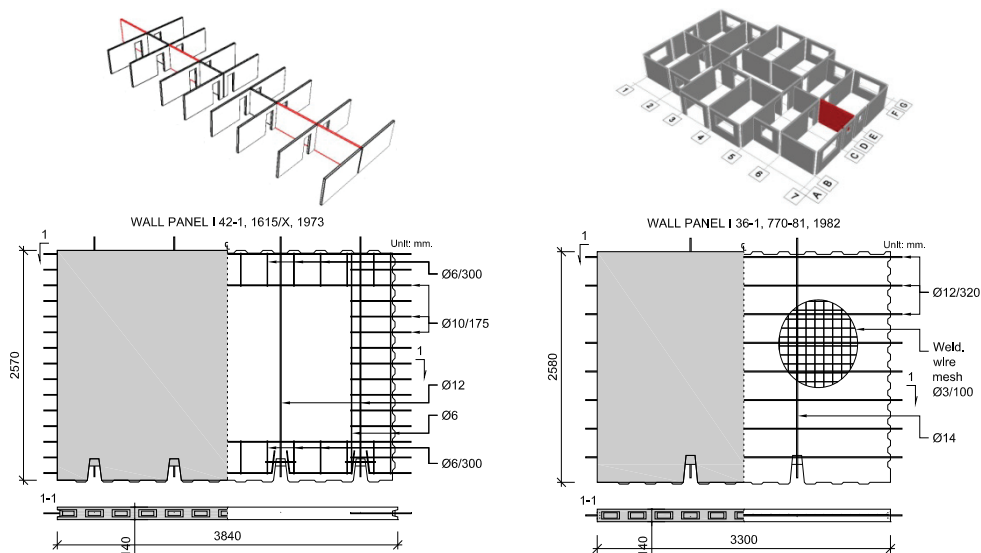 1
2
3
4
5
6
7
A
B
C
D
E
F
G
WALL PANEL I 42-1, 1615/X, 1973
Unit: mm.
1
Ø6/300
Ø10/175
1
Ø12
Ø6
Ø6/300
2570
1-1
3840
WALL PANEL I 36-1, 770-81, 1982
Unit: mm.
1
Ø12/320
Weld.
wire
mesh
Ø3/100
1
Ø14
2580
1-1
3300